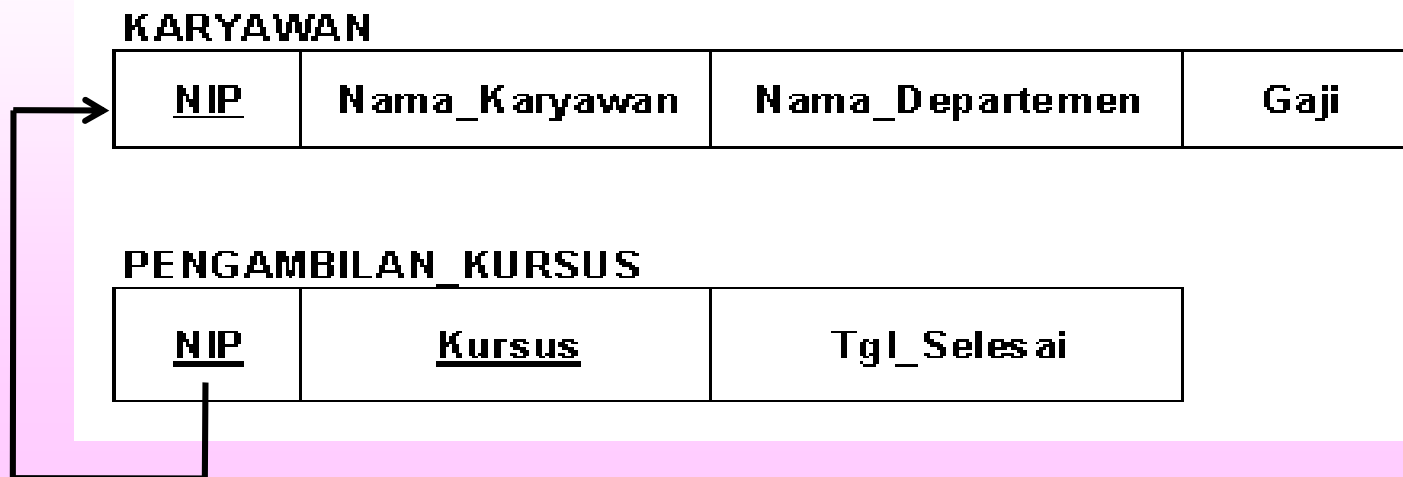 KARYAWAN
NIP Nama_Karyawan Nama_Departemen Gaji
PENGAMBILAN_KURSUS
NIP Kursus Tgl_Selesai